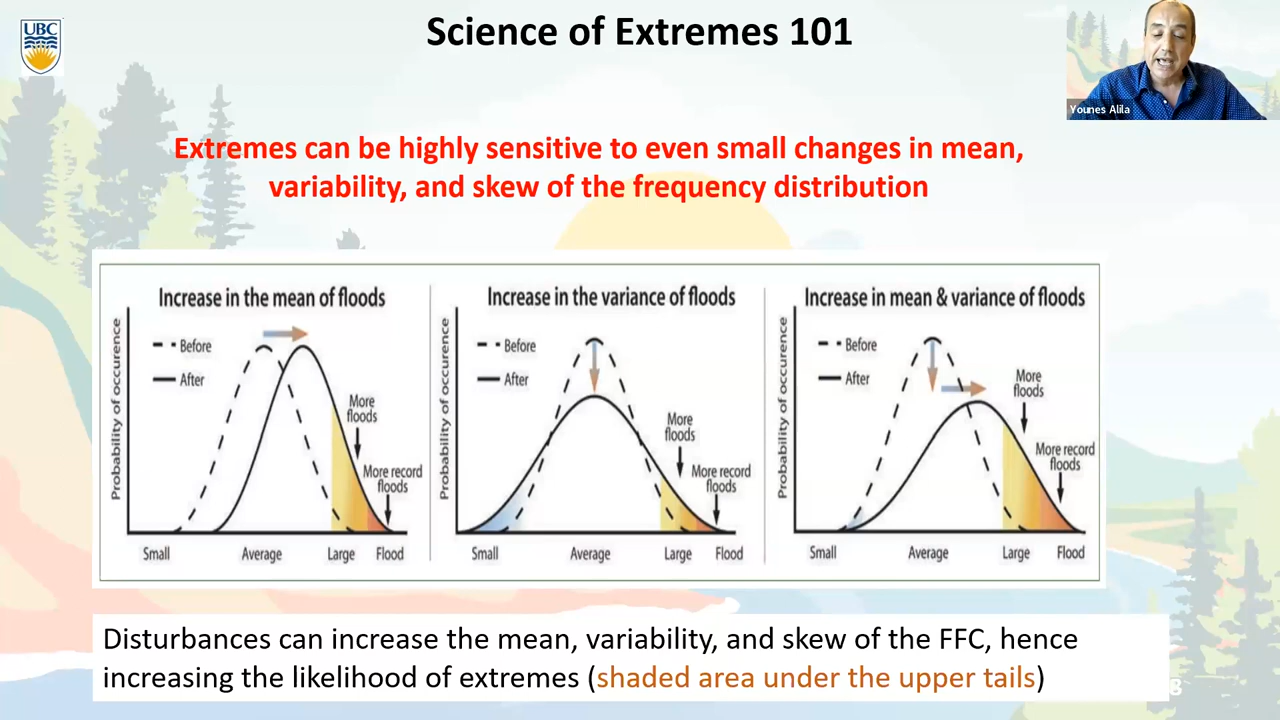 UBC
Science of Extremes 101
Younes Alila
Extremes can be highly sensitive to even small changes in mean,
variability, and skew of the frequency distribution
Increase in the mean of floods
Probability of occurence
Before
After
More
floods
More record
floods
Small
Average
Large
Flood
Increase in the variance of floods
Probability of occurence
Before
After
More
floods
More record
floods
Small
Average
Large
Flood
Increase in mean & variance of floods
Probability of occurence
Before
After
More
floods
More record
floods
Small
Average
Large
Flood
Disturbances can increase the mean, variability, and skew of the FFC, hence
increasing the likelihood of extremes (shaded area under the upper tails)